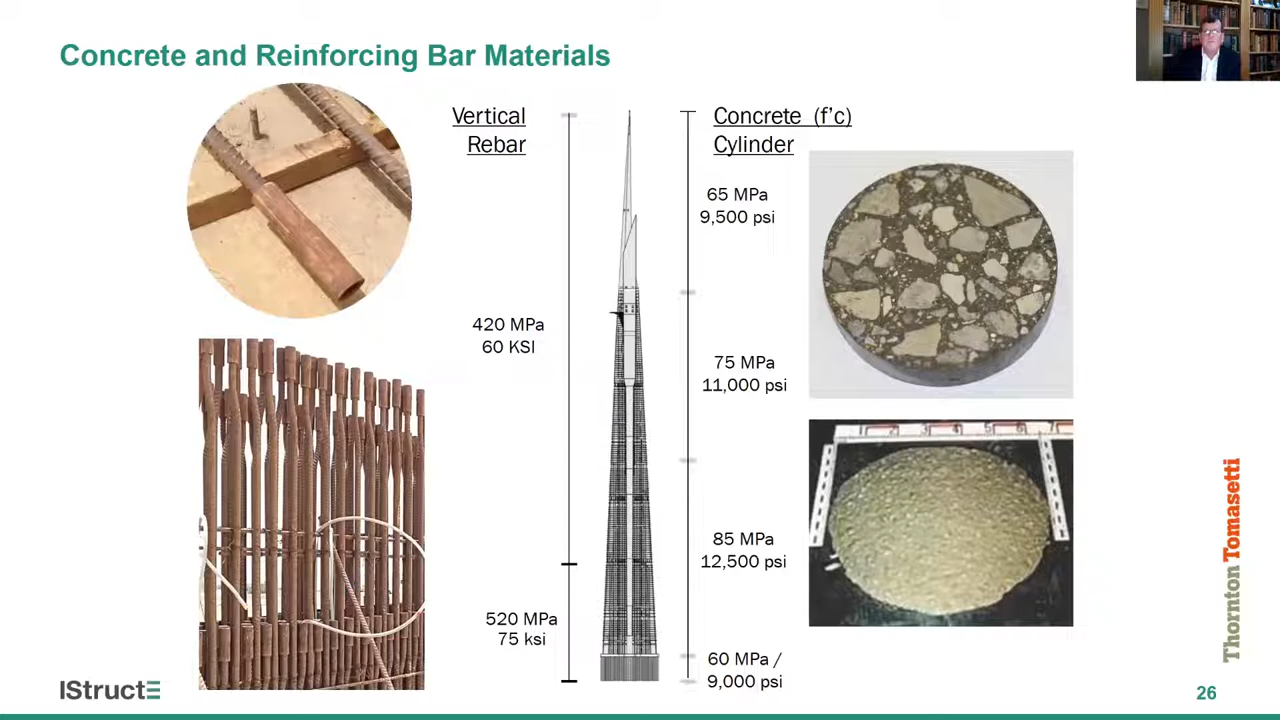 Concrete and Reinforcing Bar Materials
Vertical
Rebar
Concrete (f'c)
Cylinder
65 MPa
9,500 psi
420 MPa
60 KSI
75 MPa
11,000 psi
85 MPa
12,500 psi
520 MPa
75 ksi
60 MPa /
9,000 psi
Thornton Tomasetti
IStructE
26